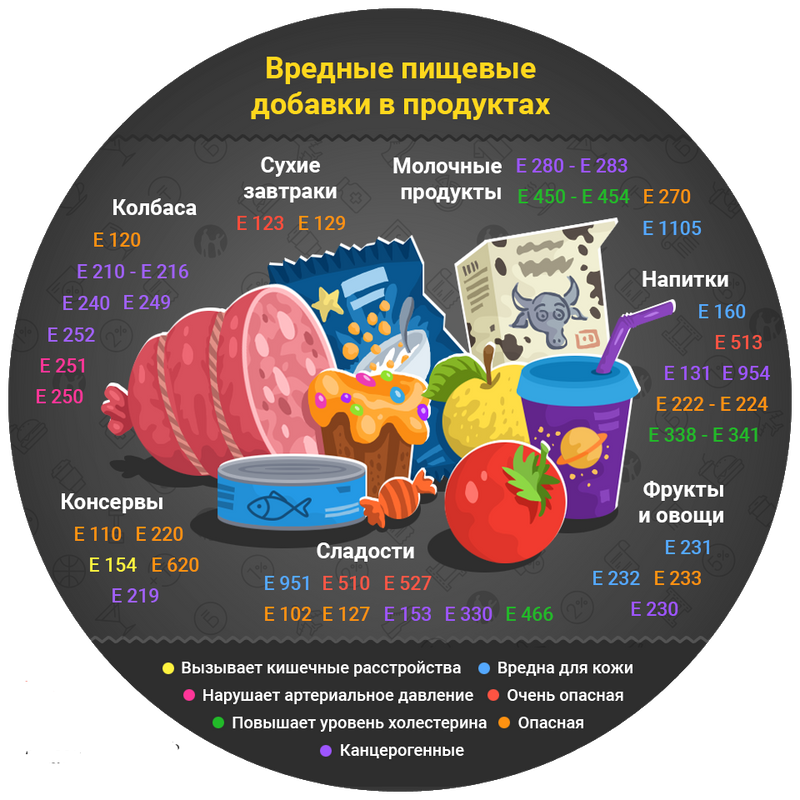 Вредные пищевые
добавки в продуктах
Сухие
завтраки
E 123 E 129
Молочные
продукты
E 280 - E 283
E 450 - E 454 E 270
E 1105
Колбаса
E 120
E 210 - E 216
E 240 E 249
E 252
E 251
E 250
Напитки
E 160
E 513
E 131 E 954
E 222 - E 224
E 338 - E 341
Консервы
E 110 E 220
E 154 E 620
E 219
Сладости
E 951 E 510 E 527
E 102 E 127 E 153 E 330 E 466
Фрукты
и овощи
E 231
E 232 E 233
E 230
Вызывает кишечные расстройства Вредна для кожи
Нарушает артериальное давление Очень опасная
Повышает уровень холестерина Опасная
Канцерогенные